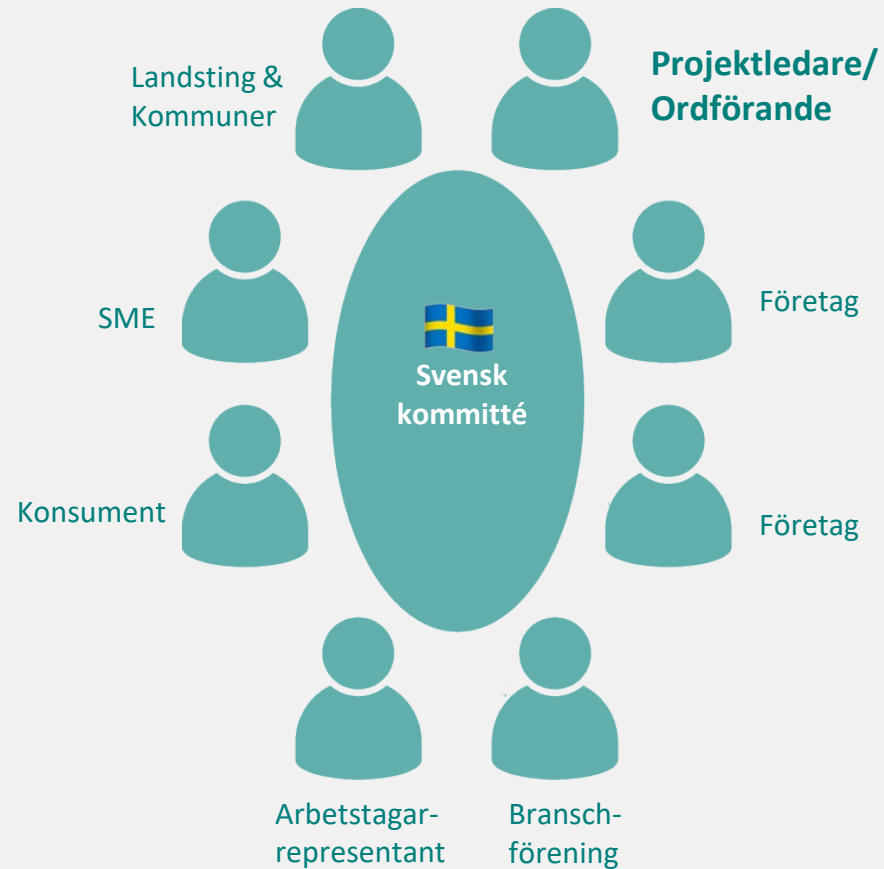 Landsting &
Kommuner
Projektledare/
Ordförande
SME
Företag
Svensk
kommitté
Konsument
Företag
Arbetstagar-
representant
Bransch-
förening